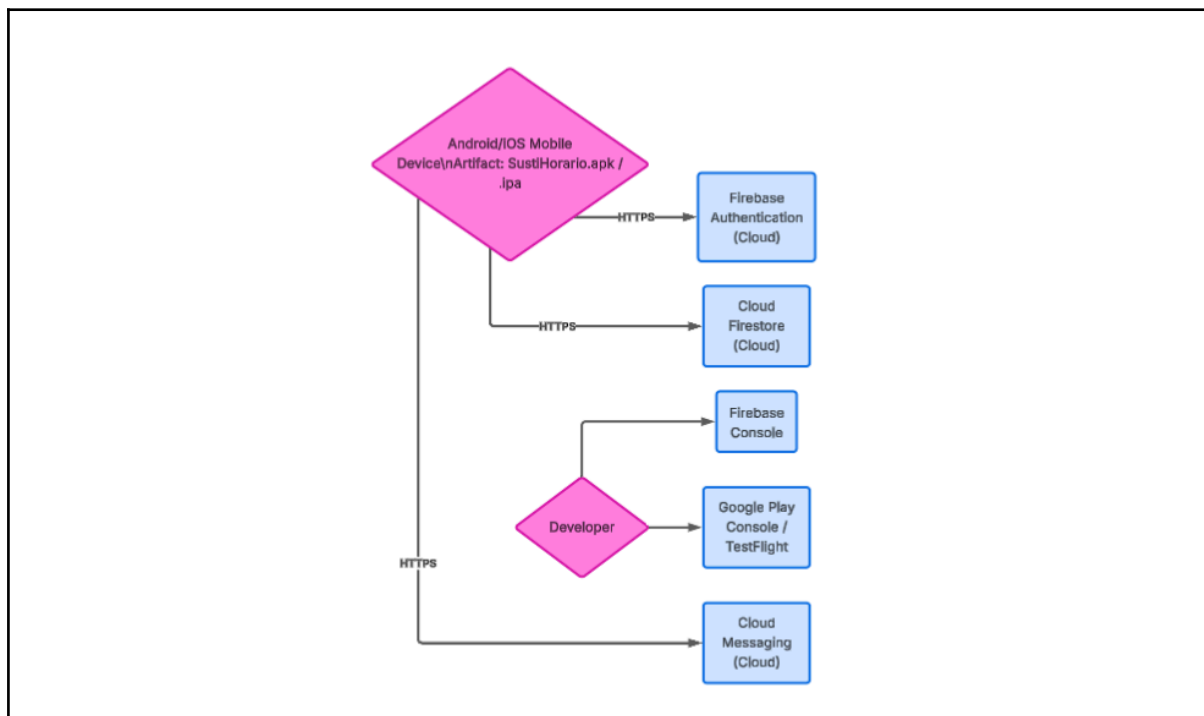 Android/iOS Mobile
Device\nArtifact: SustiHorario.apk /
.ipa
HTTPS
Firebase
Authentication
(Cloud)
HTTPS
Cloud
Firestore
(Cloud)
Firebase
Console
Developer
Google Play
Console /
TestFlight
HTTPS
Cloud
Messaging
(Cloud)